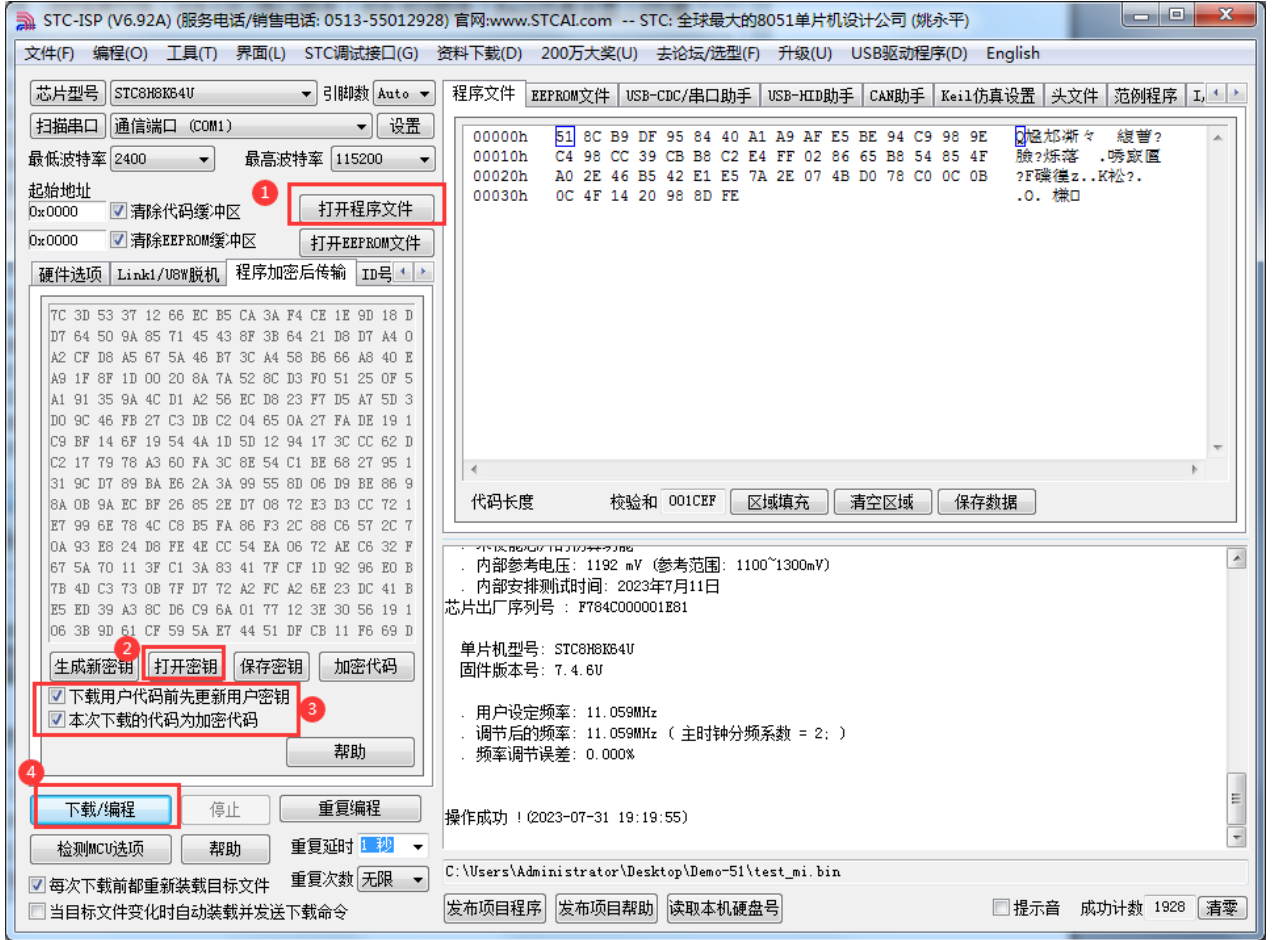 STC-ISP (V6.92A) (服务电话/销售电话: 0513-55012928) 官网:www.STCAI.com -- STC: 全球最大的8051单片机设计公司 (姚永平)
文件(F) 编程(O) 工具(T) 界面(L) STC调试接口(G) 资料下载(D) 200万大奖(U) 去论坛/选型(F) 升级(U) USB驱动程序(D) English
芯片型号 STC8H8K64U 引脚数 Auto
扫描串口 通信端口 (COM1) 设置
最低波特率 2400 最高波特率 115200
起始地址
0x0000 清除代码缓冲区 1 打开程序文件
0x0000 清除EEPROM缓冲区 打开EEPROM文件
硬件选项 Link1/U8W脱机 程序加密后传输 ID号
7C 3D 53 37 12 66 EC B5 CA 3A F4 CE 1E 9D 18 D
D7 64 50 9A 85 71 45 43 8F 3B 64 21 D8 D7 A4 0
A2 CF D8 A5 67 5A 46 B7 3C A4 58 B6 66 A8 40 E
A9 1F 8F 1D 00 20 8A 7A 52 8C D3 F0 51 25 0F 5
A1 91 35 9A 4C D1 A2 56 EC D8 23 F7 D5 A7 5D 3
D0 9C 46 FB 27 C3 DB C2 04 65 0A 27 FA DE 19 1
C9 BF 14 6F 19 54 4A 1D 5D 12 94 17 3C CC 62 D
C2 17 79 78 A3 60 FA 3C 8E 54 C1 BE 68 27 95 1
31 9C D7 89 BA E6 2A 3A 99 55 8D 06 D9 BE 86 9
8A 0B 9A EC BF 26 85 2E D7 08 72 E3 D3 CC 72 1
E7 99 6E 78 4C C8 B5 FA 86 F3 2C 88 C6 57 2C 7
0A 93 E8 24 D8 FE 4E CC 54 EA 06 72 AE C6 32 F
67 5A 70 11 3F C1 3A 83 41 7F CF 1D 92 96 E0 B
7B 4D C3 73 0B 7F D7 72 A2 FC A2 6E 23 DC 41 B
E5 ED 39 A3 8C D6 C9 6A 01 77 12 3E 30 56 19 1
06 3B 9D 61 CF 59 5A E7 44 51 DF CB 11 F6 69 D
2
生成新密钥 打开密钥 保存密钥 加密代码
下载用户代码前先更新用户密钥
本次下载的代码为加密代码
3
帮助
4
下载/编程 停止 重复编程
检测MCU选项 帮助 重复延时 1 秒
每次下载前都重新装载目标文件 重复次数 无限
当目标文件变化时自动装载并发送下载命令
程序文件 EEPROM文件 USB-CDC/串口助手 USB-HID助手 CAN助手 Keil仿真设置 头文件 范例程序
00000h 51 8C B9 DF 95 84 40 A1 A9 AF E5 BE 94 C9 98 9E
00010h C4 98 CC 39 CB B8 C2 E4 FF 02 86 65 B8 54 85 4F
00020h A0 2E 46 B5 42 E1 E5 7A 2E 07 4B D0 78 C0 0C 0B
00030h 0C 4F 14 20 98 8D FE
代码长度 校验和 001CEF 区域填充 清空区域 保存数据
. 内部参考电压: 1192 mV (参考范围: 1100~1300mV)
. 内部安排测试时间: 2023年7月11日
芯片出厂序列号 : F784C000001E81
单片机型号: STC8H8K64U
固件版本号: 7.4.6U
. 用户设定频率: 11.059MHz
. 调节后的频率: 11.059MHz ( 主时钟分频系数 = 2; )
. 频率调节误差: 0.000%
操作成功 !(2023-07-31 19:19:55)
C:\Users\Administrator\Desktop\Demo-51\test_mi.bin
发布项目程序 发布项目帮助 读取本机硬盘号 提示音 成功计数 1928 清零